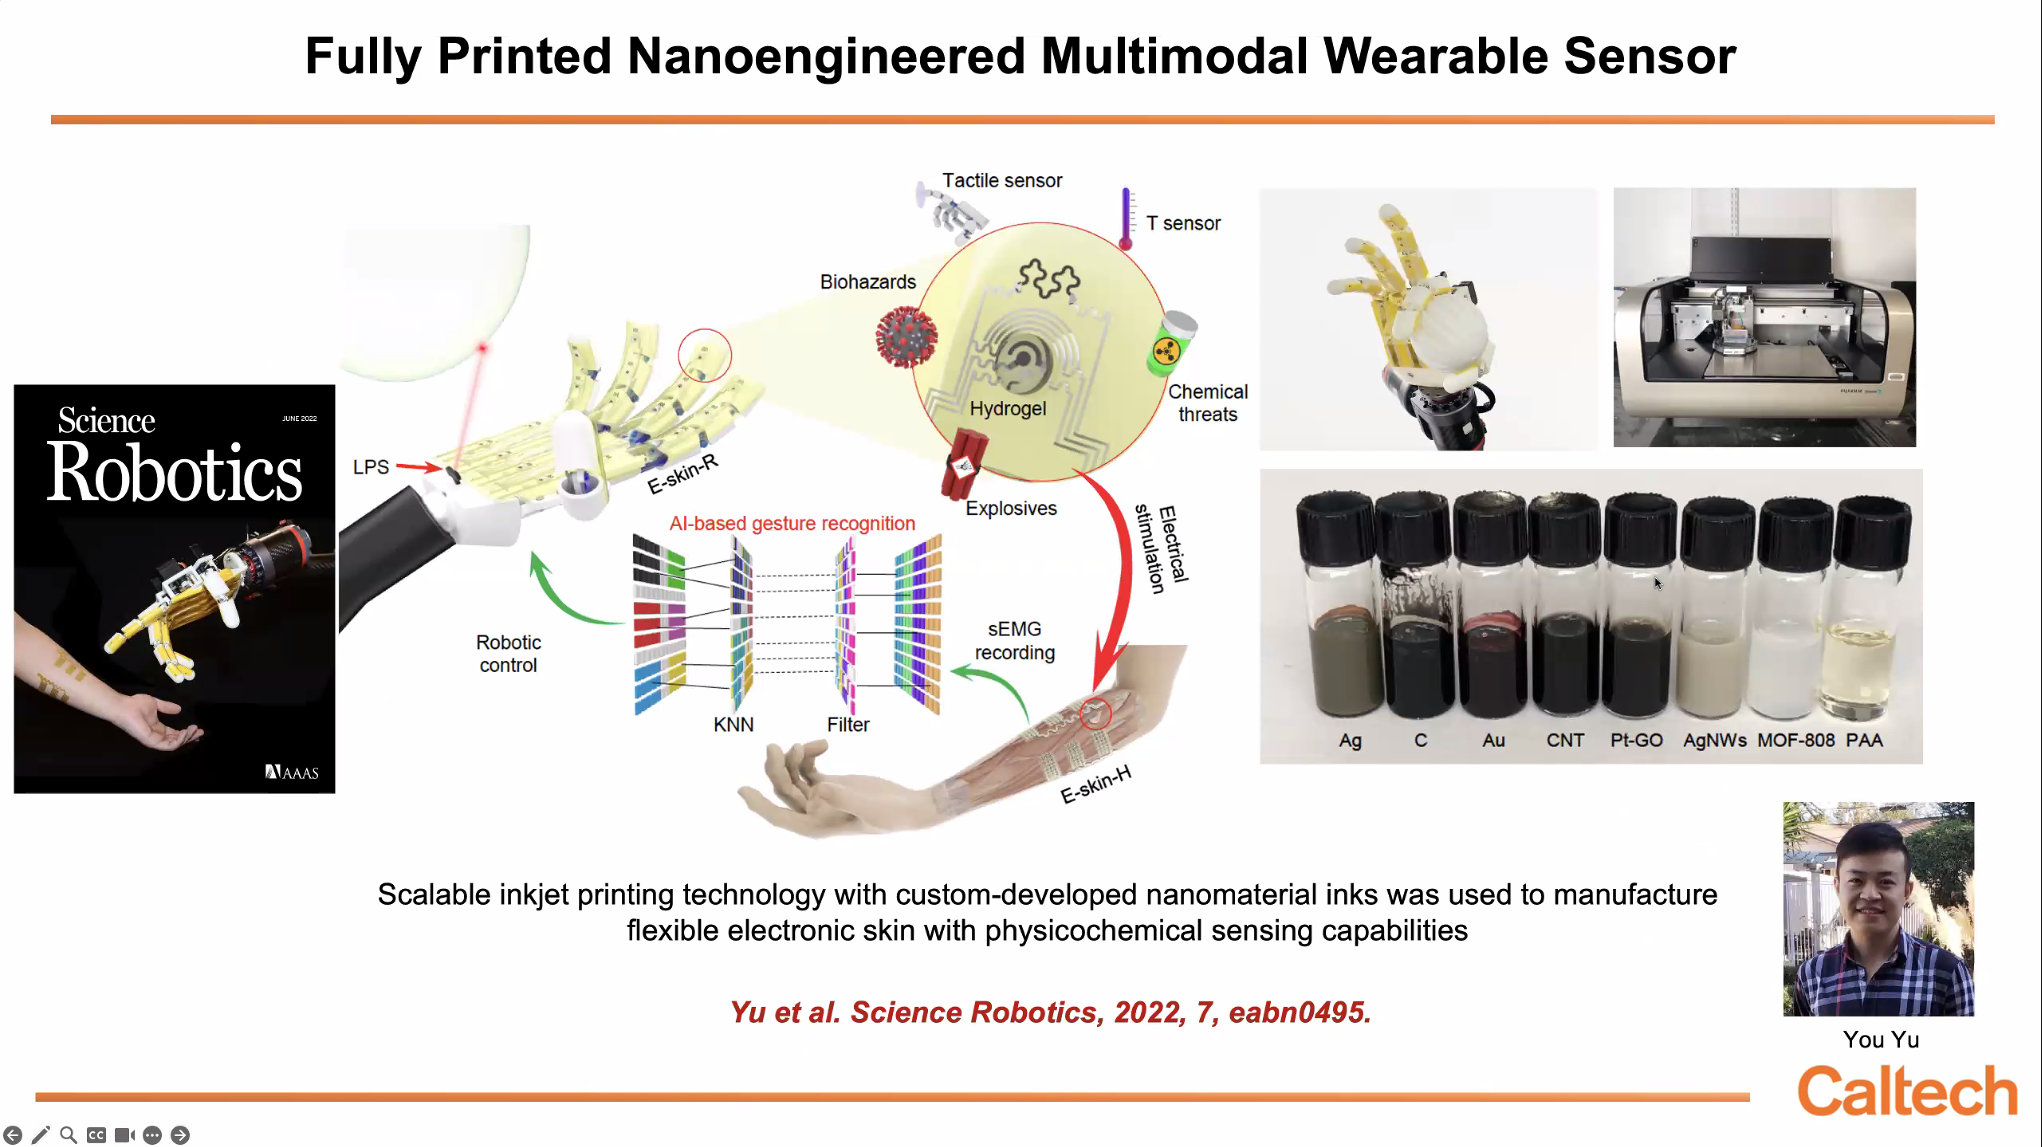 Fully Printed Nanoengineered Multimodal Wearable Sensor
Science
JUNE 2022
Robotics
AAAS
LPS
E-skin-R
Tactile sensor
T sensor
Biohazards
Hydrogel
Chemical
threats
Explosives
Electrical
stimulation
AI-based gesture recognition
Robotic
control
KNN
Filter
sEMG
recording
E-skin-H
Ag
C
Au
CNT
Pt-GO
AgNWs
MOF-808
PAA
Scalable inkjet printing technology with custom-developed nanomaterial inks was used to manufacture
flexible electronic skin with physicochemical sensing capabilities
Yu et al. Science Robotics, 2022, 7, eabn0495.
You Yu
Caltech
CC